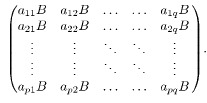 a₁₁B a₁₂B … … a₁qB
a₂₁B a₂₂B … … a₂qB
⋮ ⋮ ⋱ ⋱ ⋮
⋮ ⋮ ⋱ ⋱ ⋮
aₚ₁B aₚ₂B … … aₚqB .